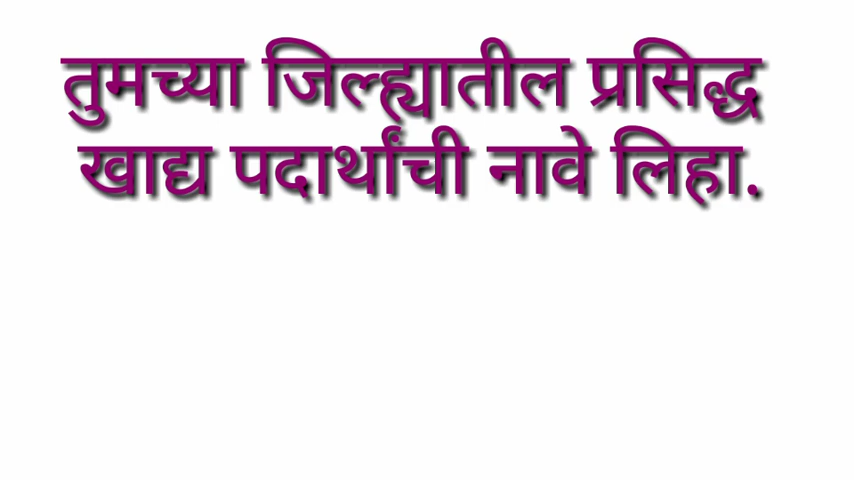 तुमच्या जिल्ह्यातील प्रसिद्ध
खाद्य पदार्थांची नावे लिहा.